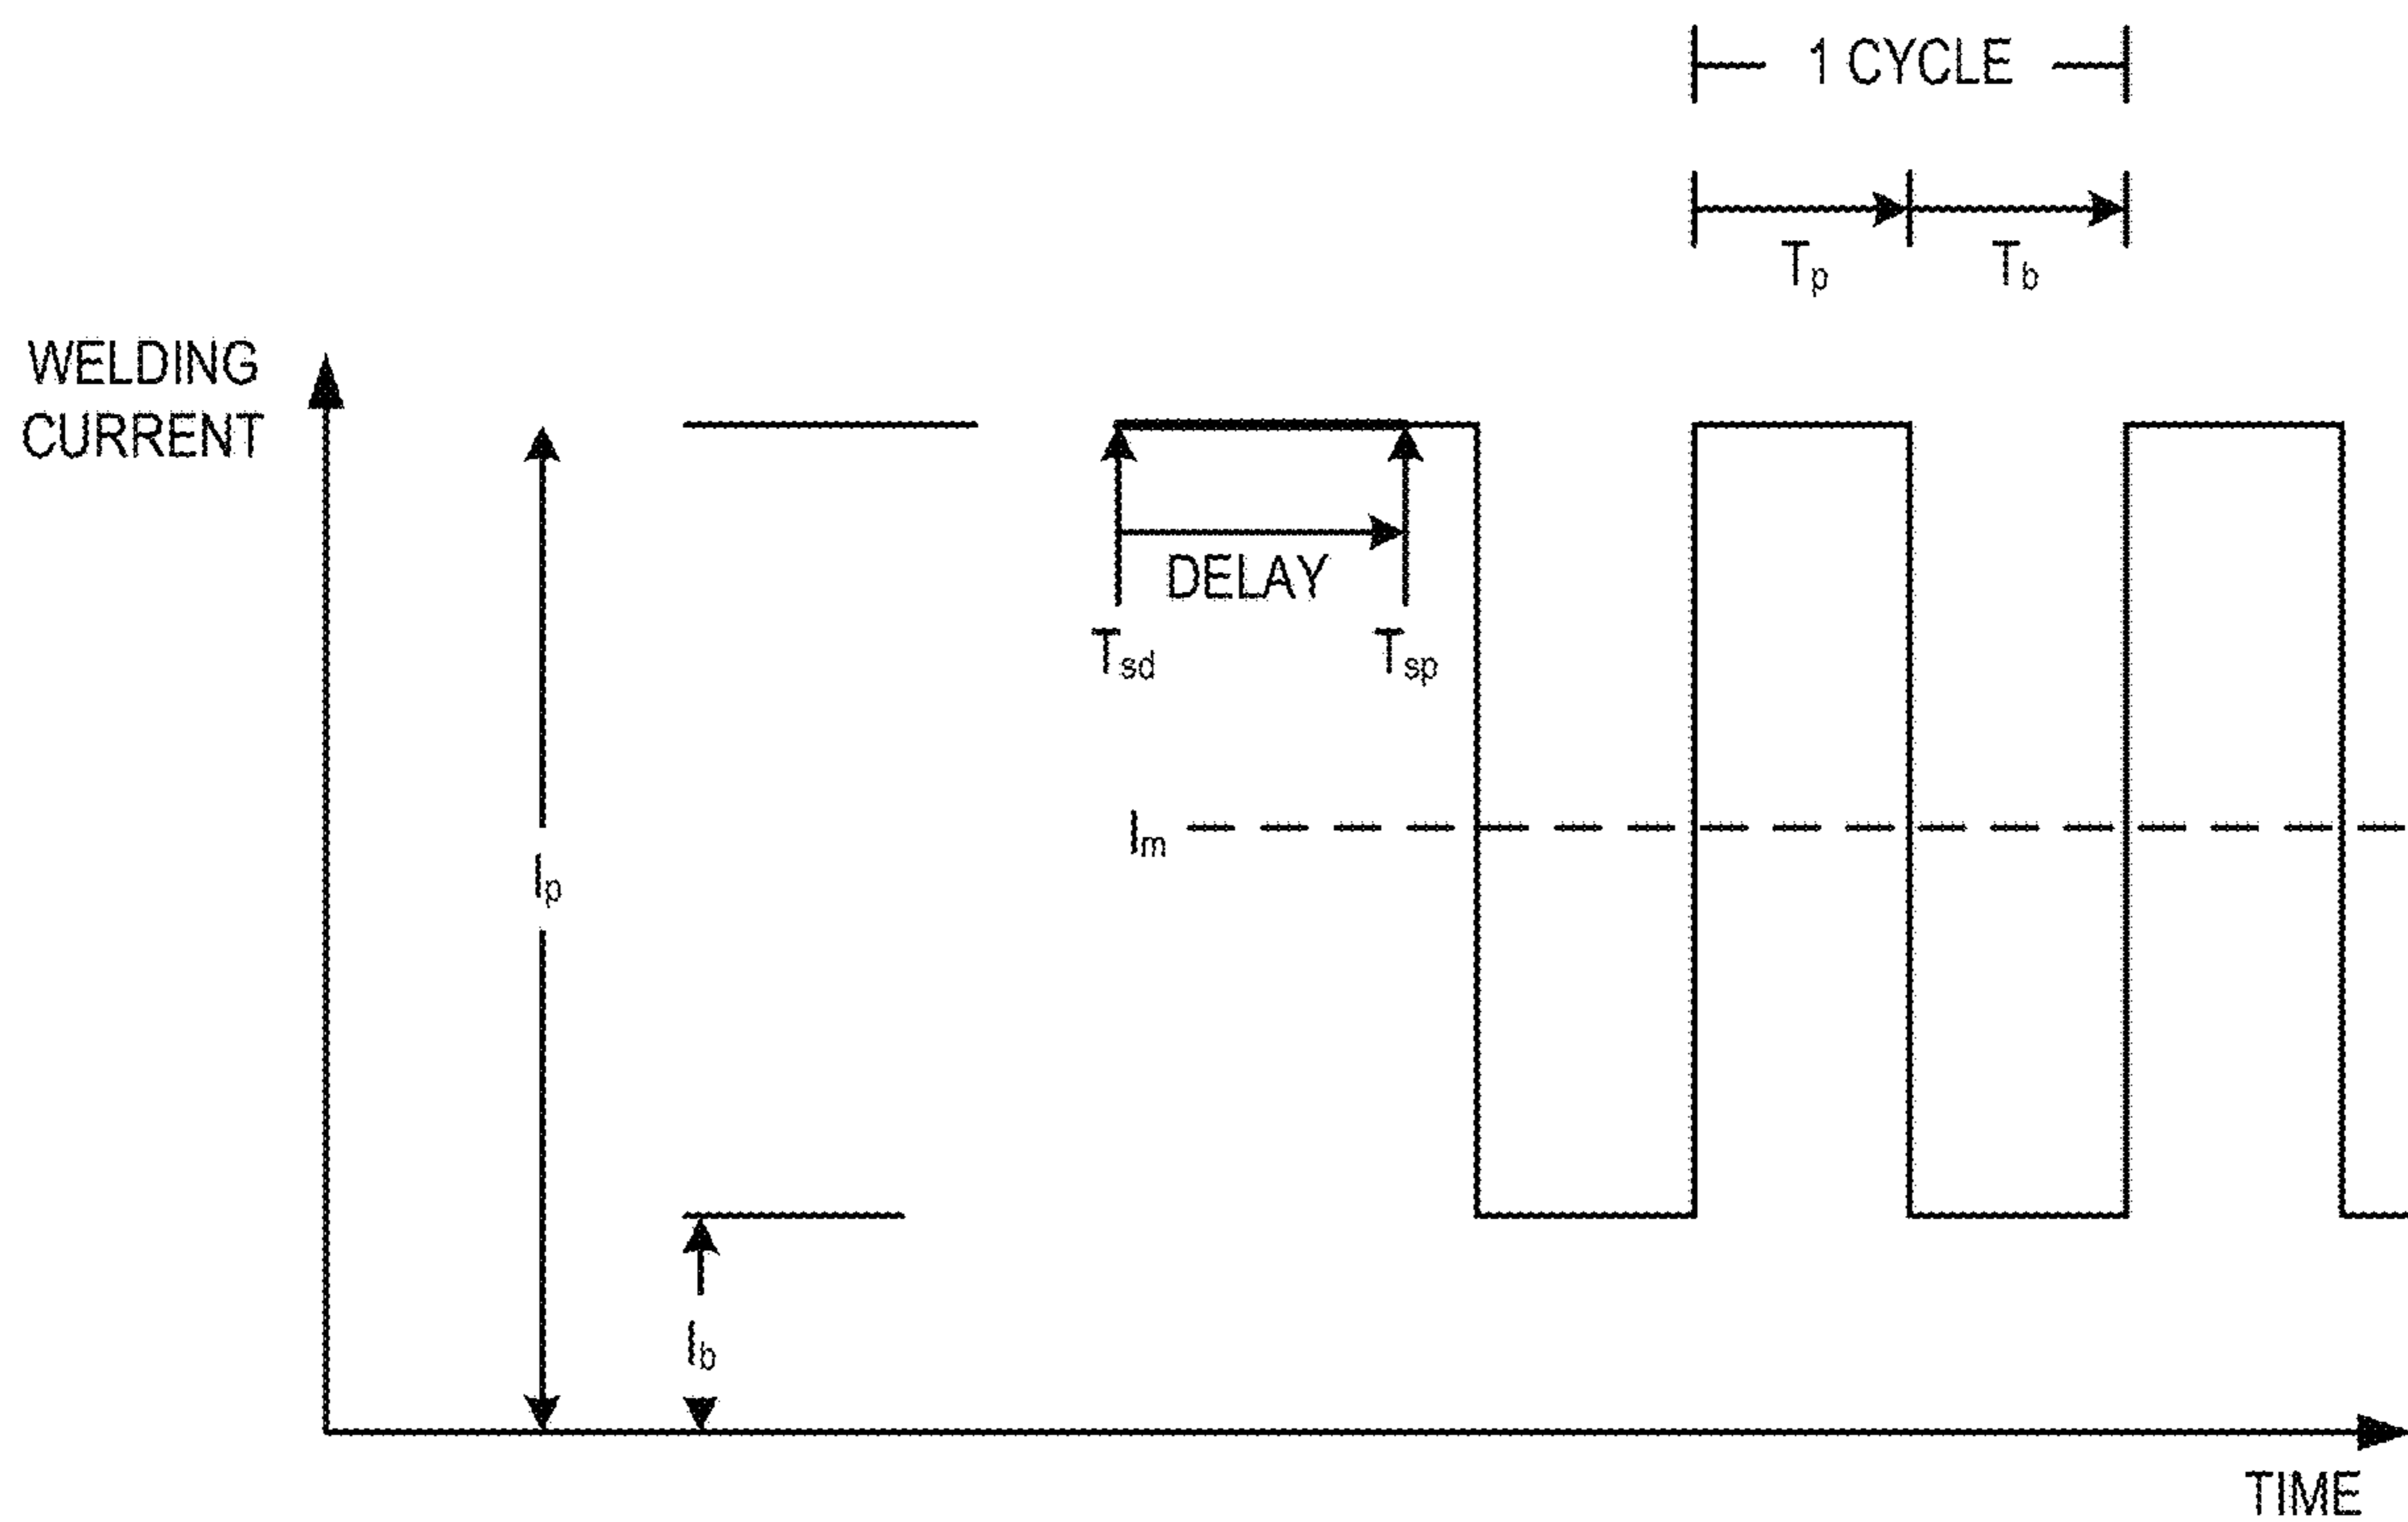 1 CYCLE
Tp Tb
WELDING
CURRENT
DELAY
Tsd Tsp
Im
Ip
Ib
TIME